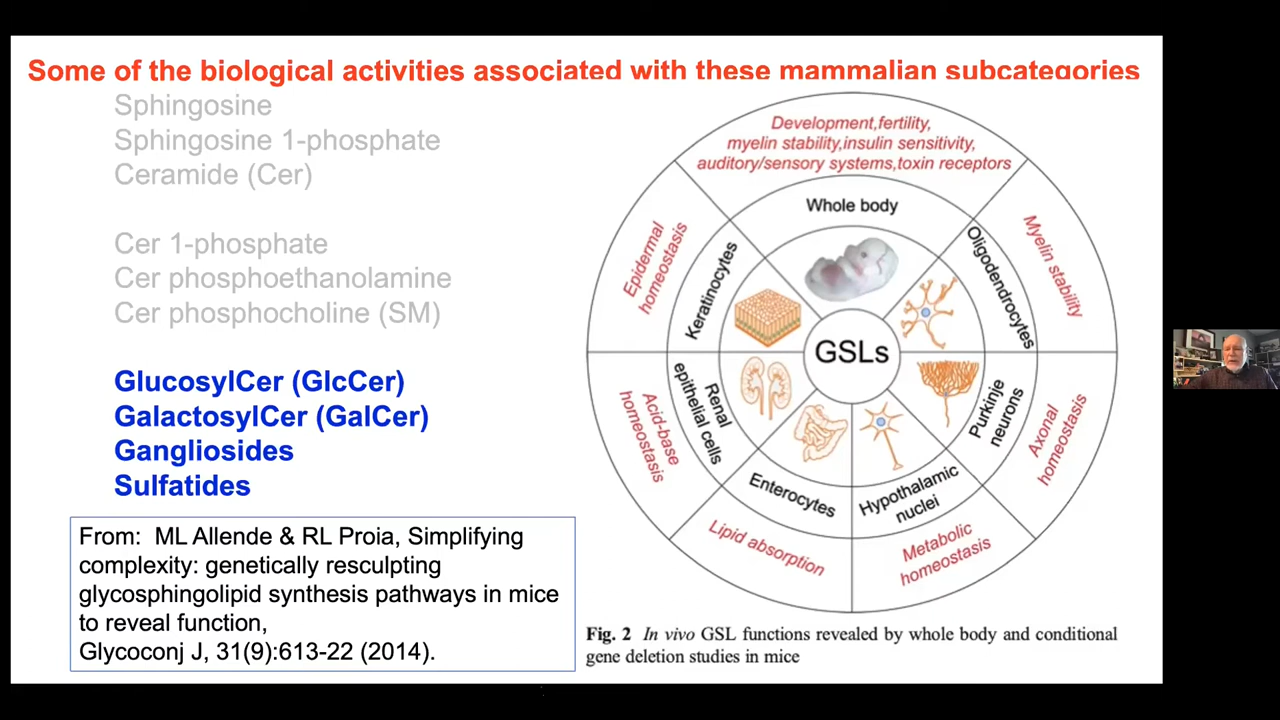 Some of the biological activities associated with these mammalian subcategories
Sphingosine
Sphingosine 1-phosphate
Ceramide (Cer)
Cer 1-phosphate
Cer phosphoethanolamine
Cer phosphocholine (SM)
GlucosylCer (GlcCer)
GalactosylCer (GalCer)
Gangliosides
Sulfatides
From:  ML Allende & RL Proia, Simplifying
complexity: genetically resculpting
glycosphingolipid synthesis pathways in mice
to reveal function,
Glycoconj J, 31(9):613-22 (2014).
Development,fertility,
myelin stability,insulin sensitivity,
auditory/sensory systems,toxin receptors
Whole body
Oligodendrocytes
Myelin stability
Purkinje
neurons
Axonal
homeostasis
Hypothalamic
nuclei
Metabolic
homeostasis
Enterocytes
Lipid absorption
Renal
epithelial cells
Acid-base
homeostasis
Keratinocytes
Epidermal
homeostasis
GSLs
Fig. 2 In vivo GSL functions revealed by whole body and conditional
gene deletion studies in mice